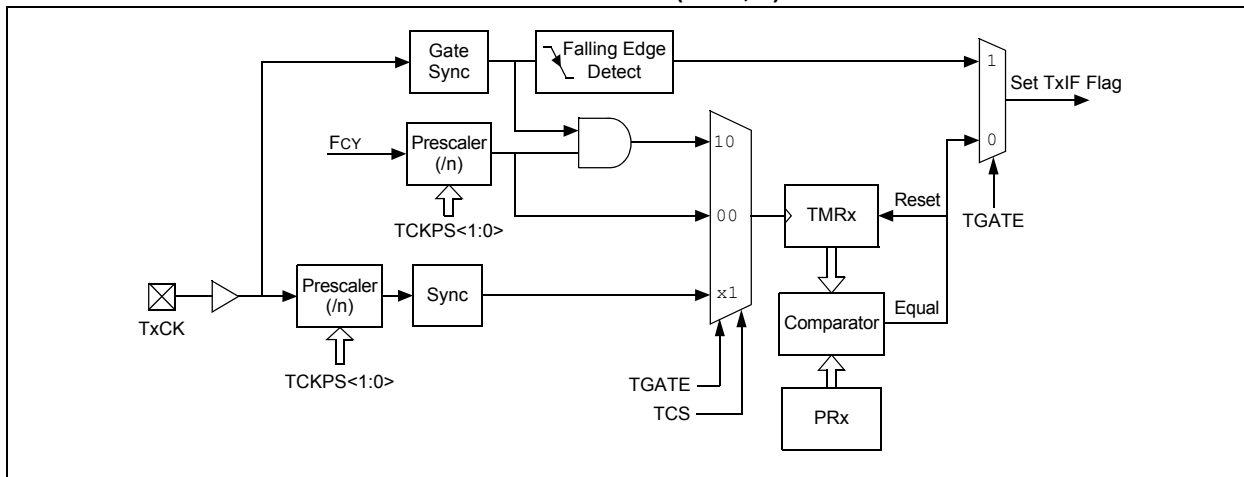 Gate
Sync
Falling Edge
Detect
1
Set TxIF Flag
FCY
Prescaler
(/n)
10
0
TCKPS<1:0>
00
TMRx
Reset
TGATE
TxCK
Prescaler
(/n)
Sync
x1
Comparator
Equal
TCKPS<1:0>
TGATE
TCS
PRx